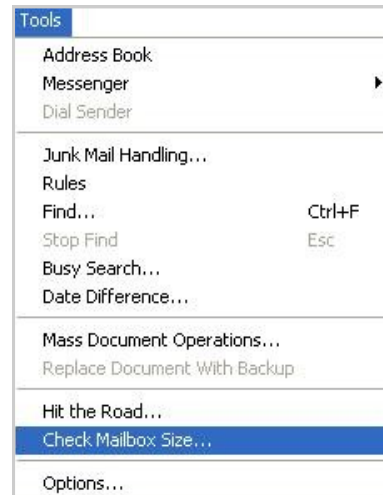 Tools
Address Book
Messenger
Dial Sender
Junk Mail Handling...
Rules
Find... Ctrl+F
Stop Find Esc
Busy Search...
Date Difference...
Mass Document Operations...
Replace Document With Backup
Hit the Road...
Check Mailbox Size...
Options...